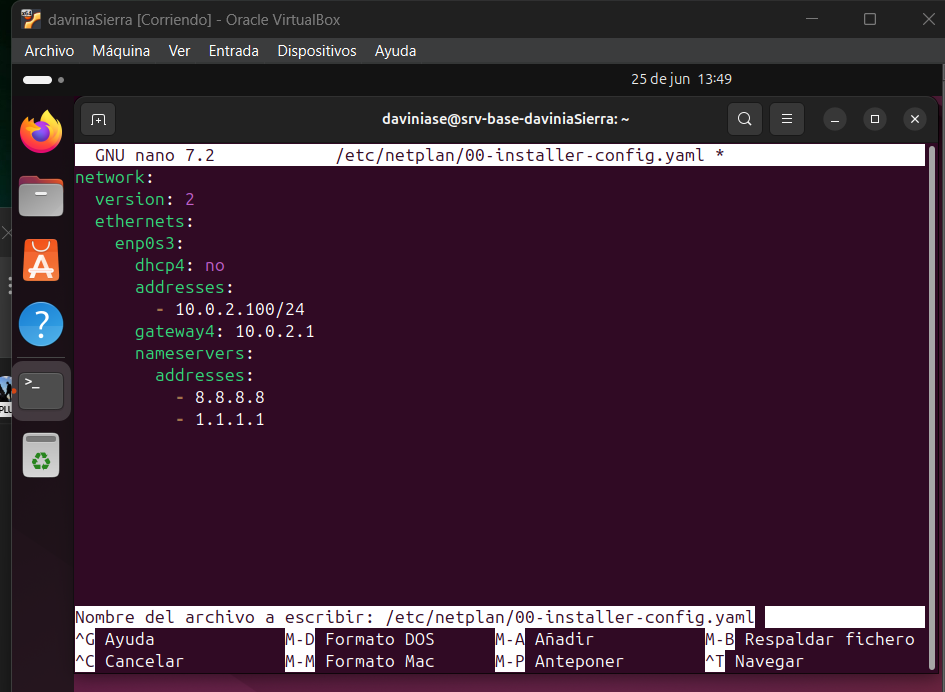 daviniaSierra [Corriendo] - Oracle VirtualBox
Archivo Máquina Ver Entrada Dispositivos Ayuda
25 de jun 13:49
daviniase@srv-base-daviniaSierra: ~
GNU nano 7.2 /etc/netplan/00-installer-config.yaml *
network:
version: 2
ethernets:
enp0s3:
dhcp4: no
addresses:
- 10.0.2.100/24
gateway4: 10.0.2.1
nameservers:
addresses:
- 8.8.8.8
- 1.1.1.1
Nombre del archivo a escribir: /etc/netplan/00-installer-config.yaml
^G Ayuda M-D Formato DOS M-A Añadir M-B Respaldar fichero
^C Cancelar M-M Formato Mac M-P Anteponer ^T Navegar